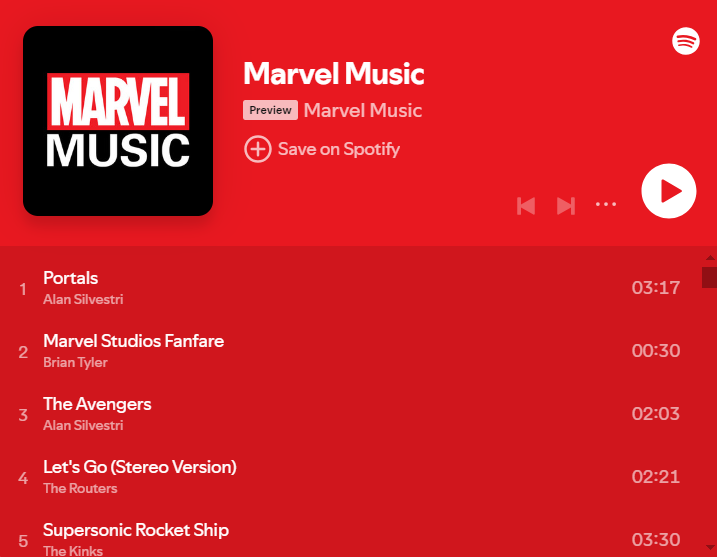 MARVEL
MUSIC
Marvel Music
Preview Marvel Music
Save on Spotify
1 Portals 03:17
Alan Silvestri
2 Marvel Studios Fanfare 00:30
Brian Tyler
3 The Avengers 02:03
Alan Silvestri
4 Let's Go (Stereo Version) 02:21
The Routers
5 Supersonic Rocket Ship 03:30
The Kinks